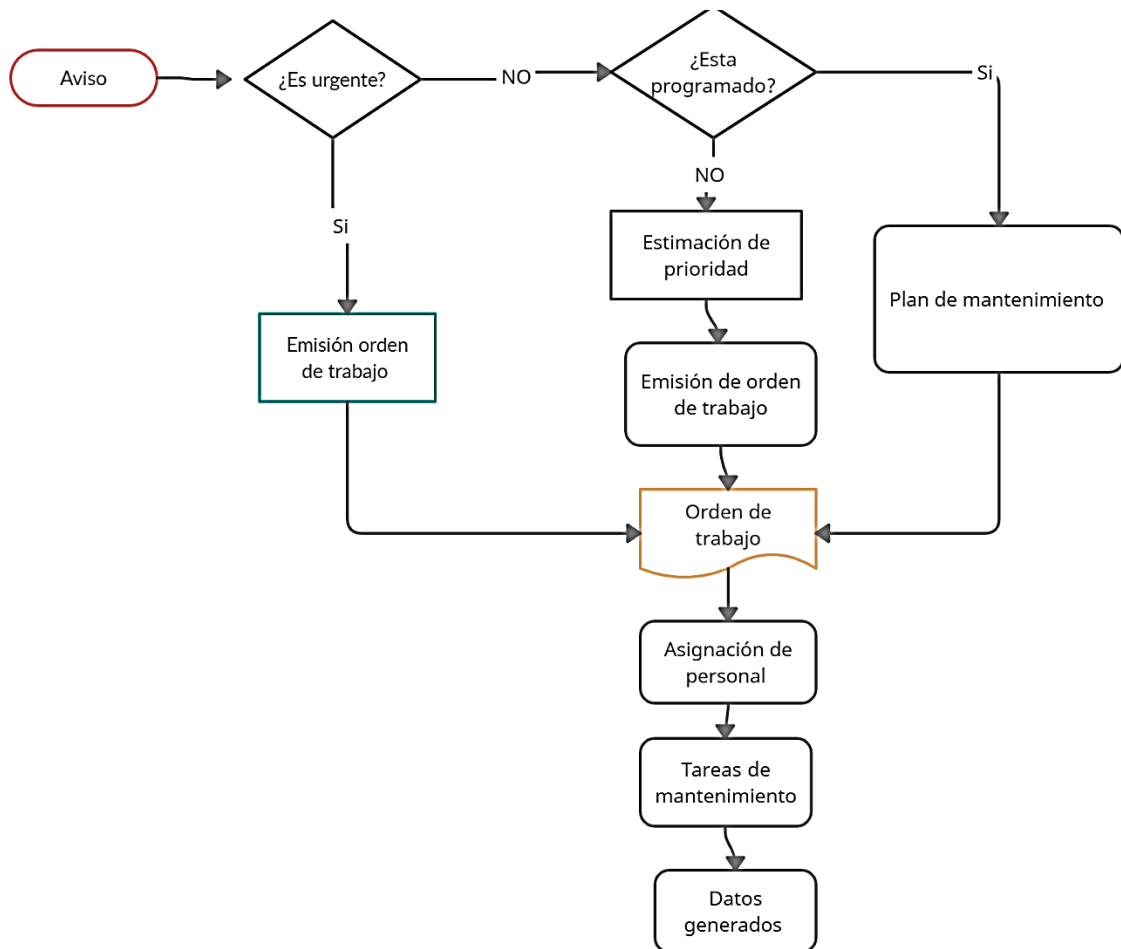 Aviso
¿Es urgente?
NO
¿Esta
programado?
Si
NO
Si
Estimación de
prioridad
Plan de mantenimiento
Emisión orden
de trabajo
Emisión de orden
de trabajo
Orden de
trabajo
Asignación de
personal
Tareas de
mantenimiento
Datos
generados